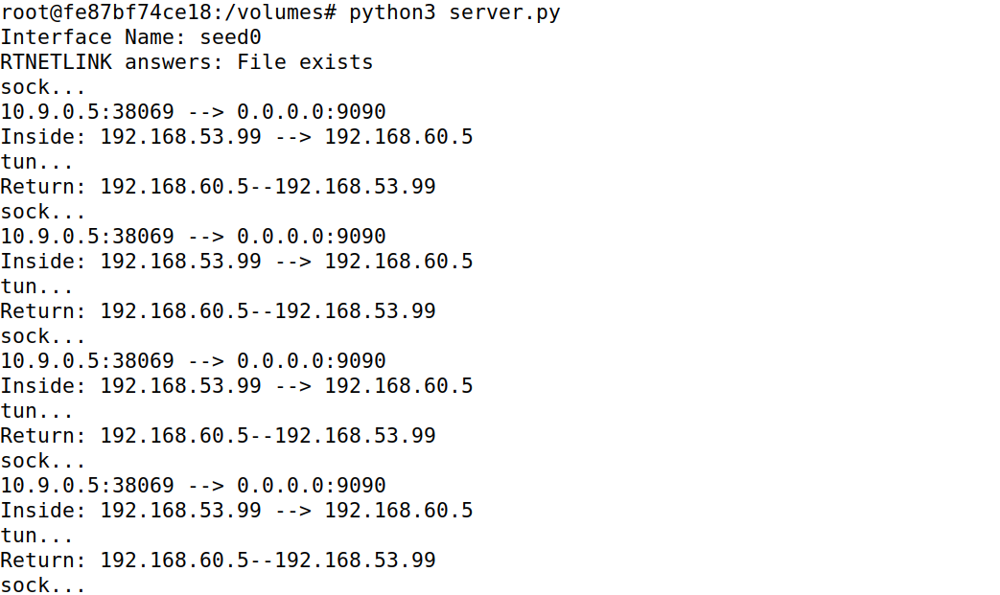 root@fe87bf74ce18:/volumes# python3 server.py
Interface Name: seed0
RTNETLINK answers: File exists
sock...
10.9.0.5:38069 --> 0.0.0.0:9090
Inside: 192.168.53.99 --> 192.168.60.5
tun...
Return: 192.168.60.5--192.168.53.99
sock...
10.9.0.5:38069 --> 0.0.0.0:9090
Inside: 192.168.53.99 --> 192.168.60.5
tun...
Return: 192.168.60.5--192.168.53.99
sock...
10.9.0.5:38069 --> 0.0.0.0:9090
Inside: 192.168.53.99 --> 192.168.60.5
tun...
Return: 192.168.60.5--192.168.53.99
sock...
10.9.0.5:38069 --> 0.0.0.0:9090
Inside: 192.168.53.99 --> 192.168.60.5
tun...
Return: 192.168.60.5--192.168.53.99
sock...